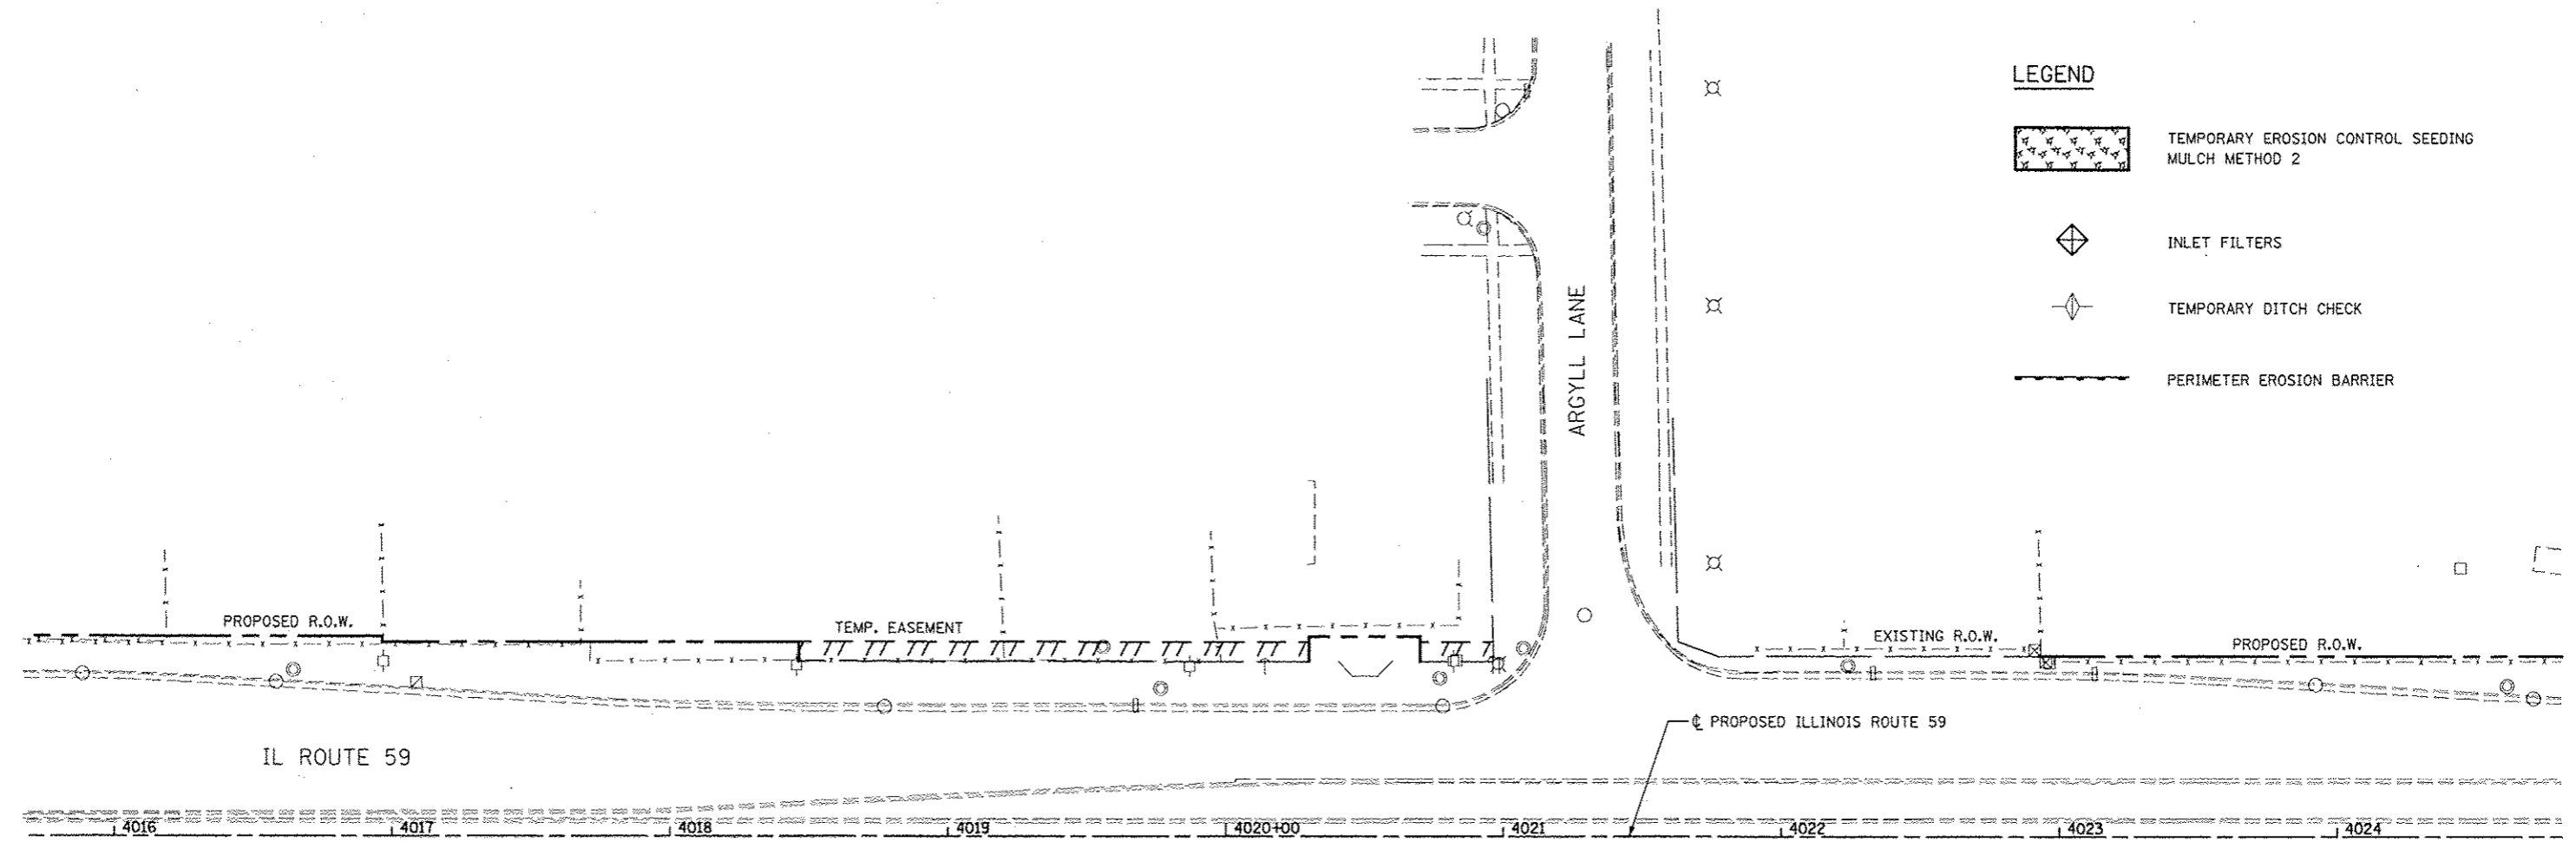 LEGEND
TEMPORARY EROSION CONTROL SEEDING
MULCH METHOD 2
INLET FILTERS
TEMPORARY DITCH CHECK
PERIMETER EROSION BARRIER
ARGYLL LANE
PROPOSED R.O.W.
TEMP. EASEMENT
EXISTING R.O.W.
PROPOSED R.O.W.
℄ PROPOSED ILLINOIS ROUTE 59
IL ROUTE 59
4016
4017
4018
4019
4020+00
4021
4022
4023
4024